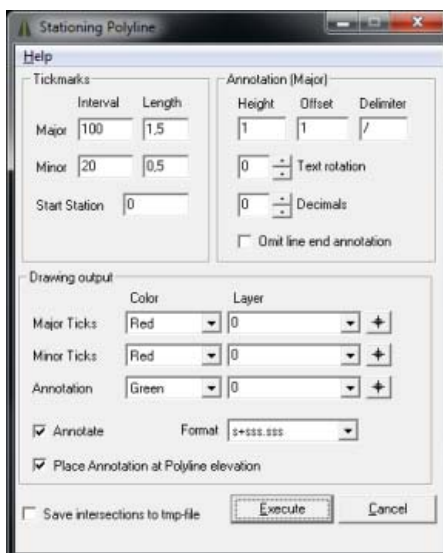 Stationing Polyline
Help
Tickmarks
Interval Length
Major 100 1,5
Minor 20 0,5
Start Station 0
Annotation (Major)
Height Offset Delimiter
1 1 /
0 Text rotation
0 Decimals
Omit line end annotation
Drawing output
Color Layer
Major Ticks Red 0
Minor Ticks Red 0
Annotation Green 0
Annotate Format s+sss.sss
Place Annotation at Polyline elevation
Save intersections to tmp-file Execute Cancel